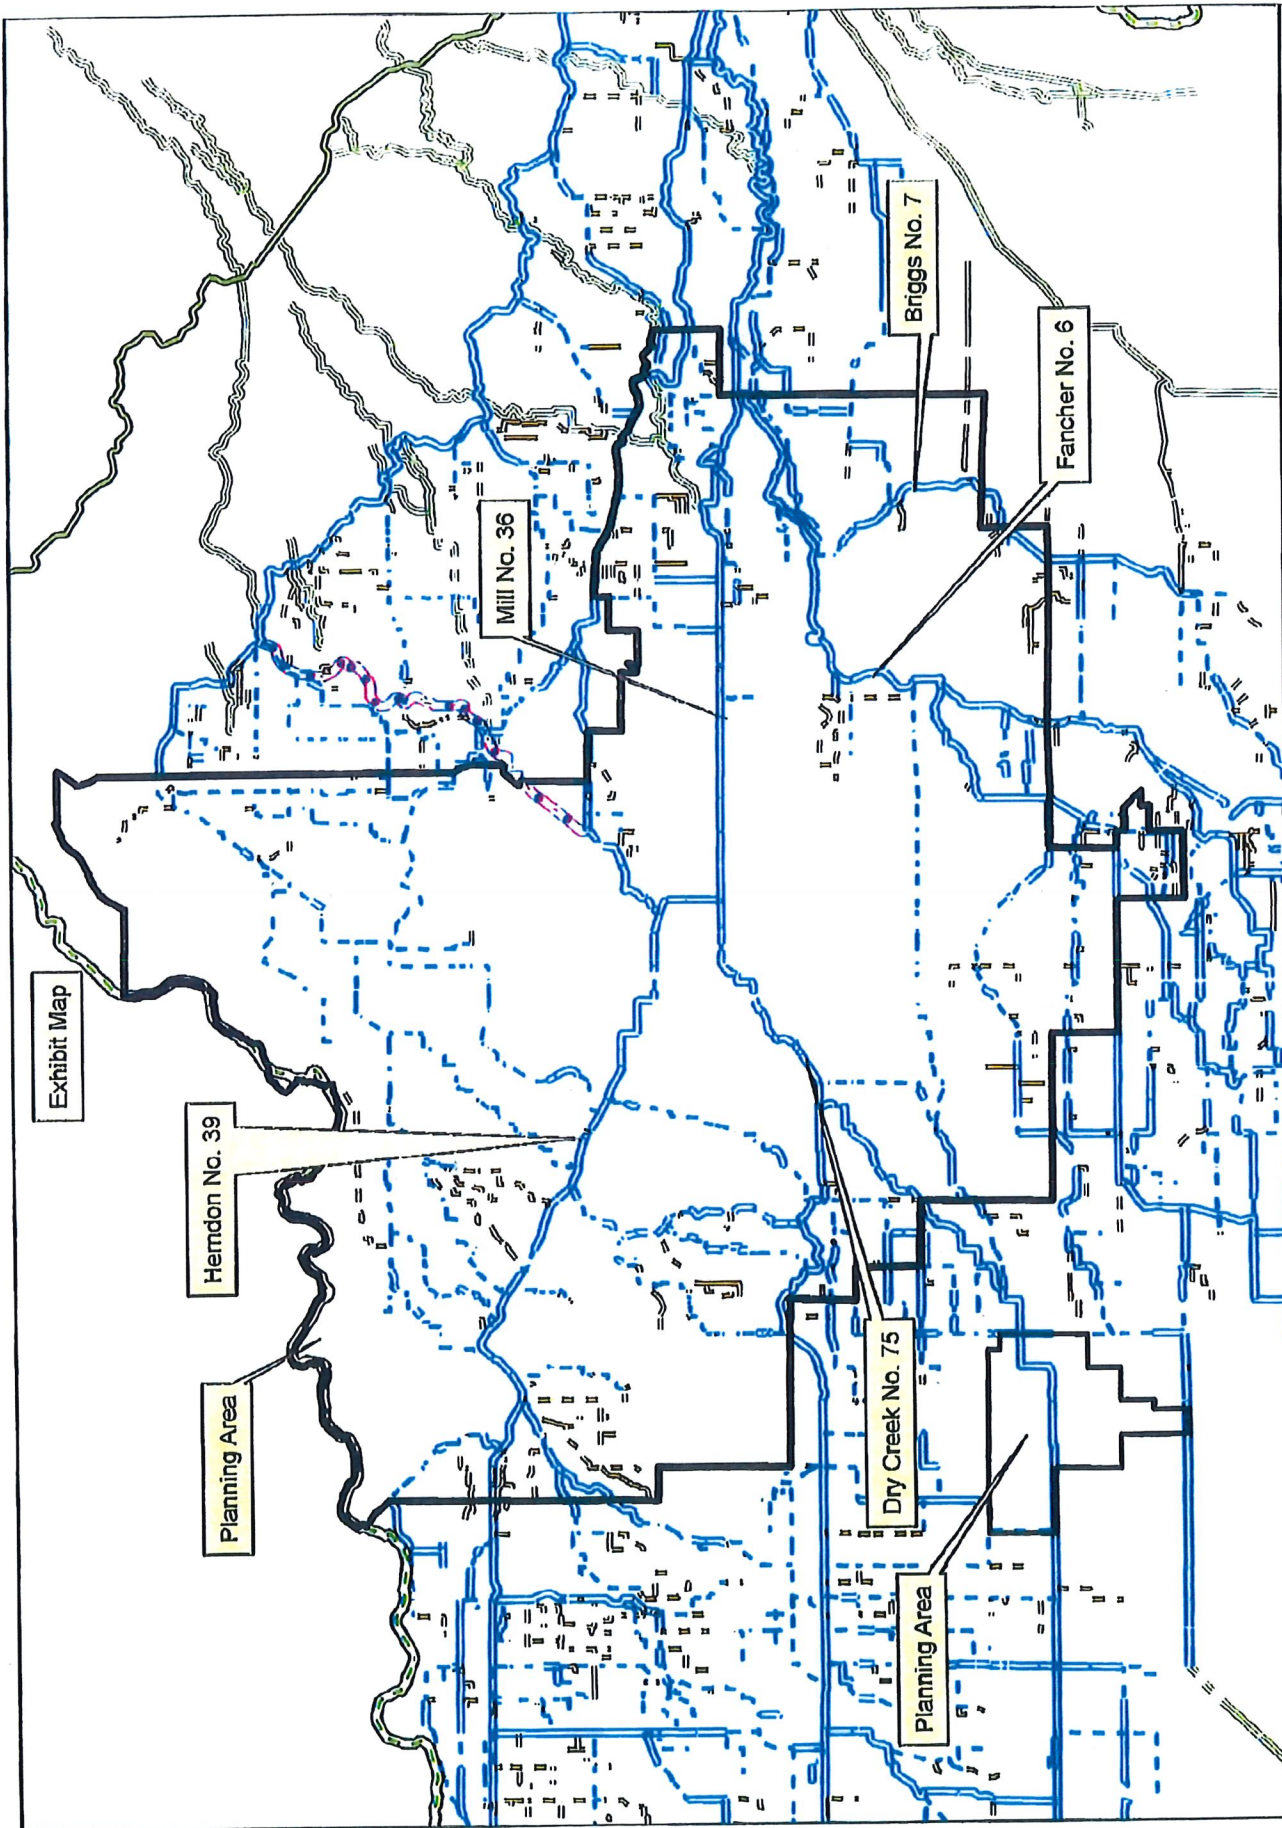 Exhibit Map
Planning Area
Herndon No. 39
Mill No. 36
Briggs No. 7
Fancher No. 6
Dry Creek No. 75
Planning Area